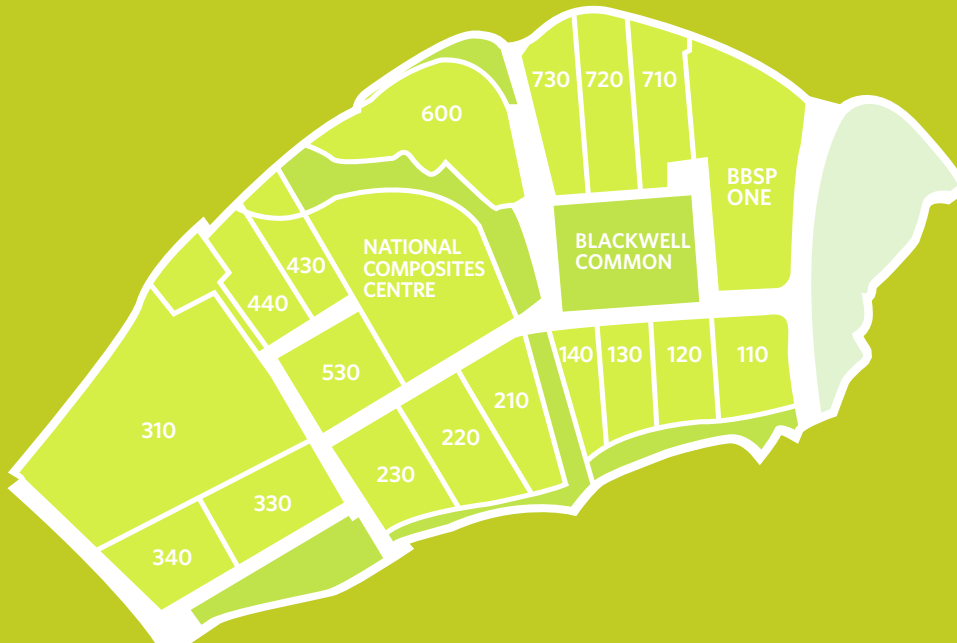 730
720
710
600
BBSP
ONE
BLACKWELL
COMMON
NATIONAL
COMPOSITES
CENTRE
430
440
530
140
130
120
110
210
220
230
310
330
340